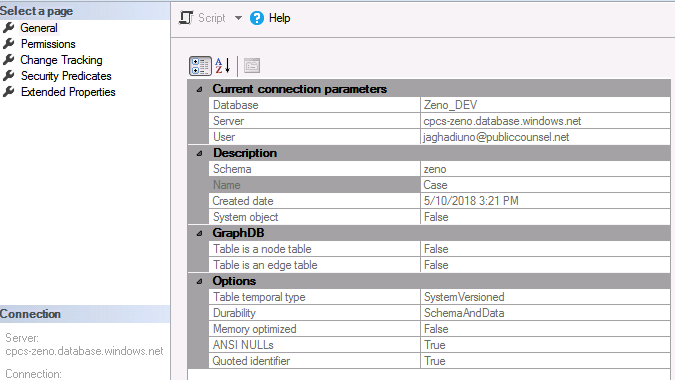 Select a page
General
Permissions
Change Tracking
Security Predicates
Extended Properties
Connection
Server:
cpcs-zeno.database.windows.net
Connection:
Script Help
Current connection parameters
Database Zeno_DEV
Server cpcs-zeno.database.windows.net
User jaghadiuno@publiccounsel.net
Description
Schema zeno
Name Case
Created date 5/10/2018 3:21 PM
System object False
GraphDB
Table is a node table False
Table is an edge table False
Options
Table temporal type SystemVersioned
Durability SchemaAndData
Memory optimized False
ANSI NULLs True
Quoted identifier True